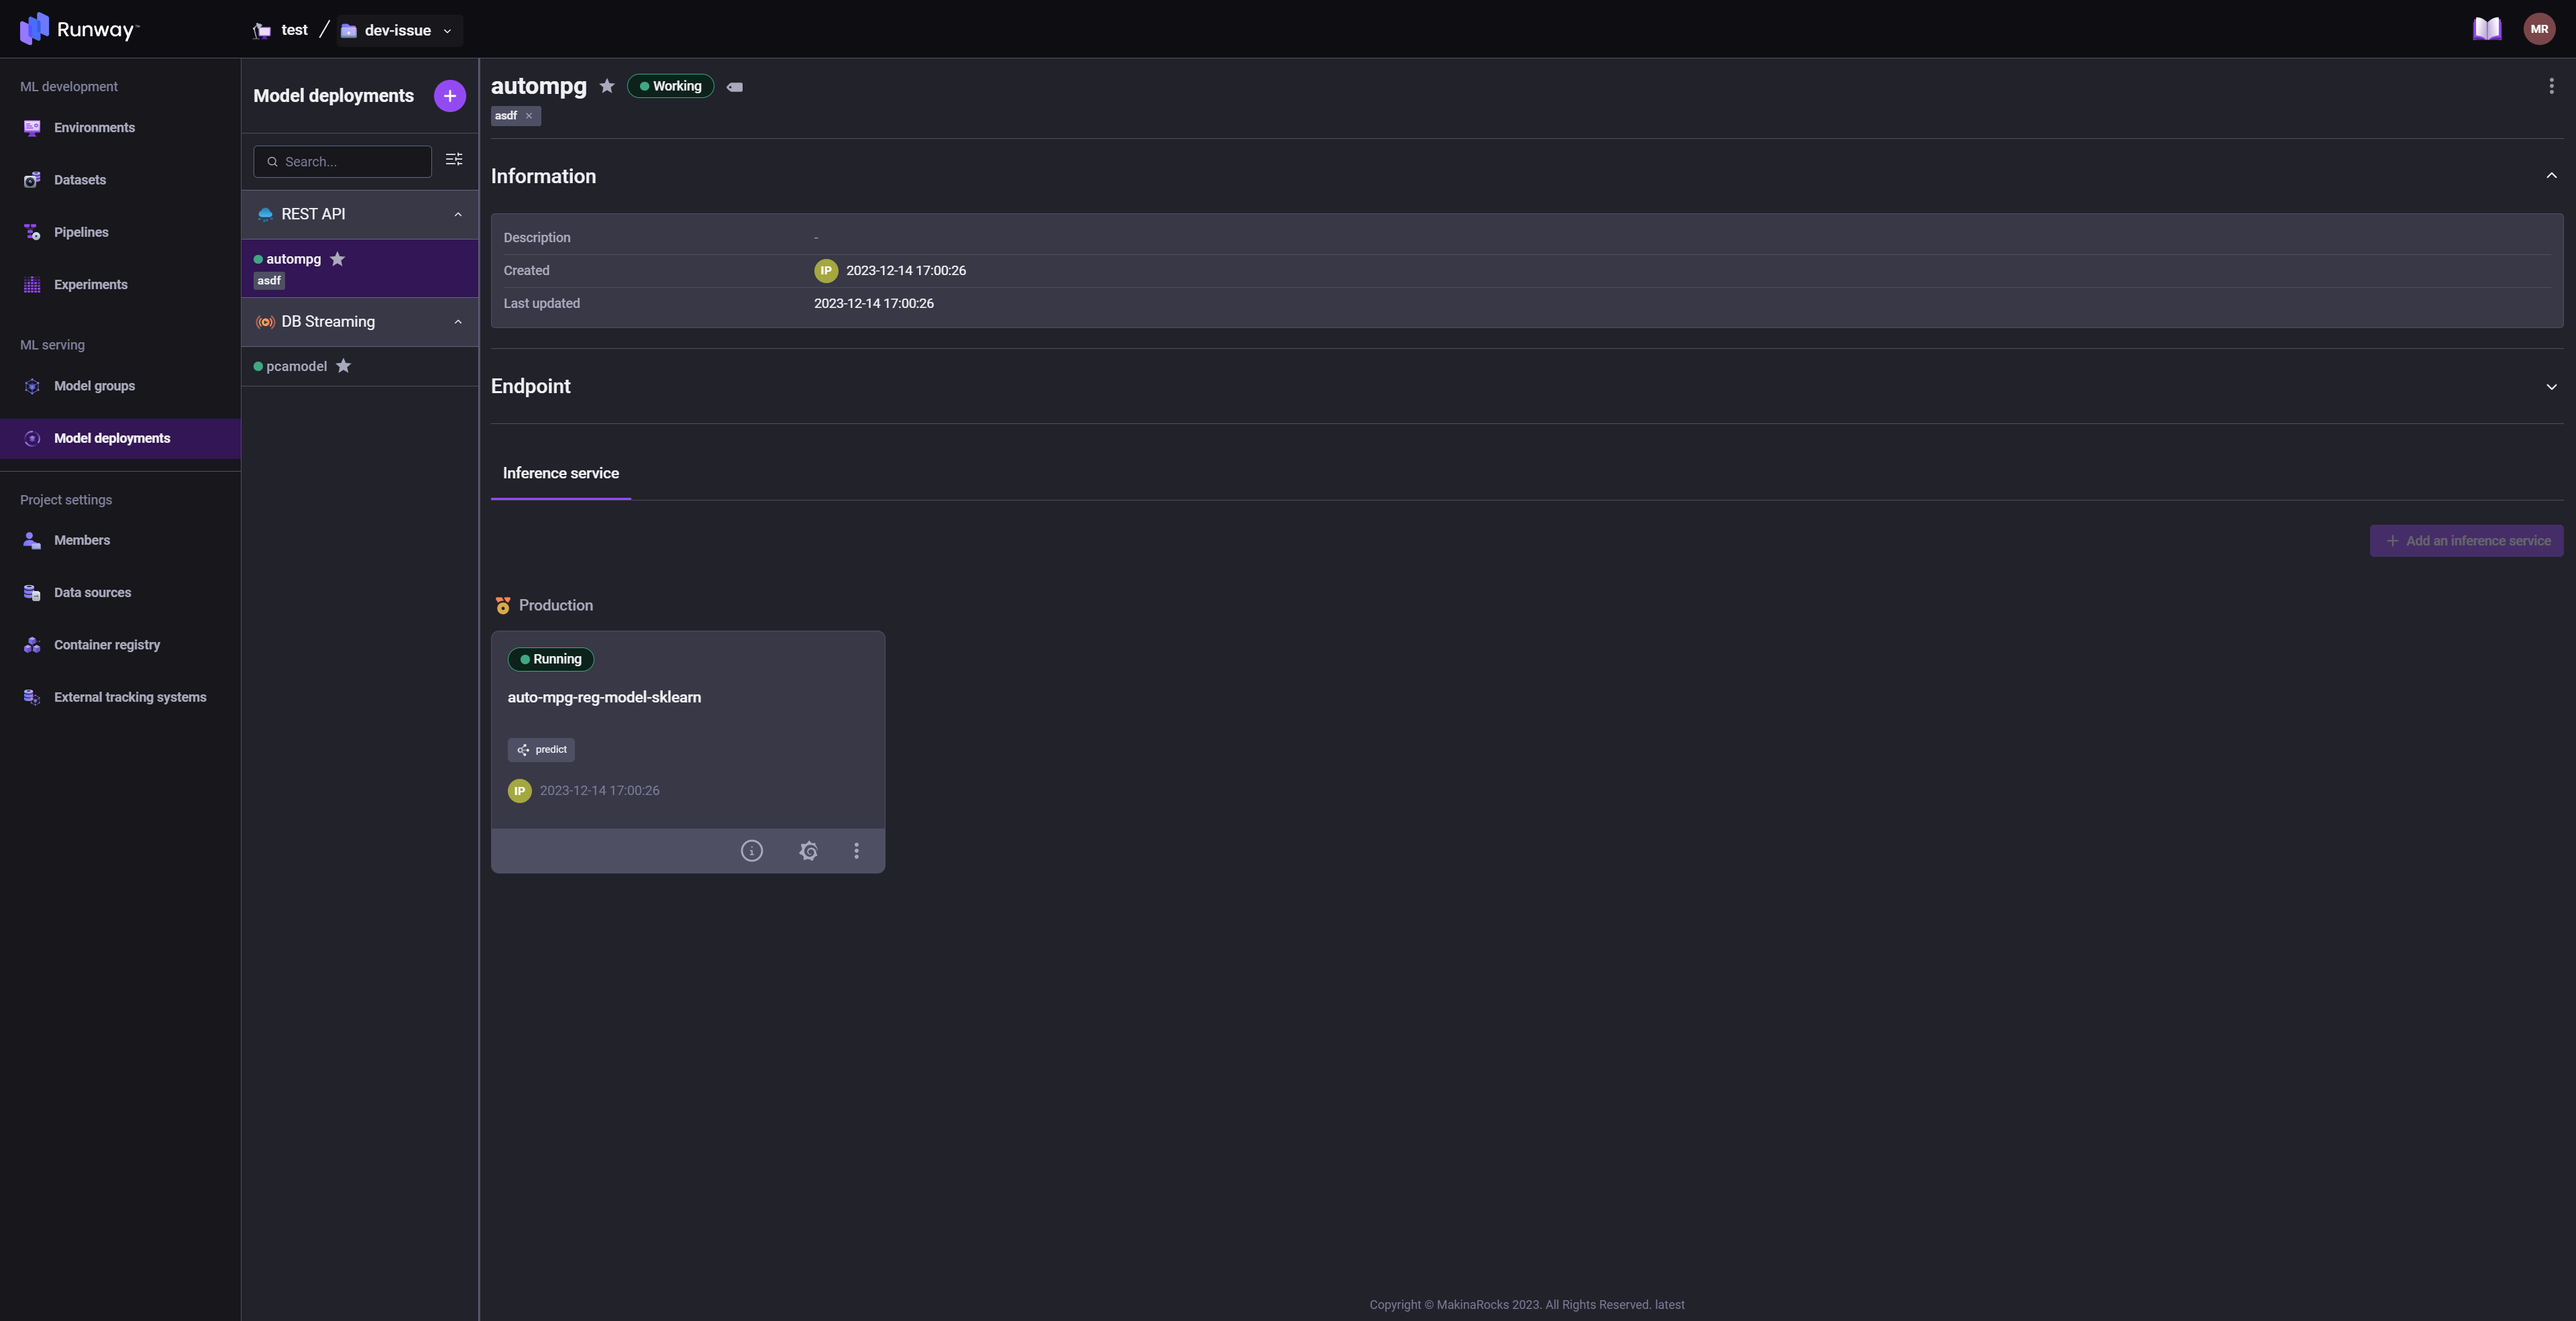 Runway™
test / dev-issue
MR
ML development
Environments
Datasets
Pipelines
Experiments
ML serving
Model groups
Model deployments
Project settings
Members
Data sources
Container registry
External tracking systems
Model deployments
Search...
REST API
autompg
asdf
DB Streaming
pcamodel
autompg Working
asdf ×
Information
Description -
Created IP 2023-12-14 17:00:26
Last updated 2023-12-14 17:00:26
Endpoint
Inference service
+ Add an inference service
Production
Running
auto-mpg-reg-model-sklearn
predict
IP 2023-12-14 17:00:26
Copyright © MakinaRocks 2023. All Rights Reserved. latest